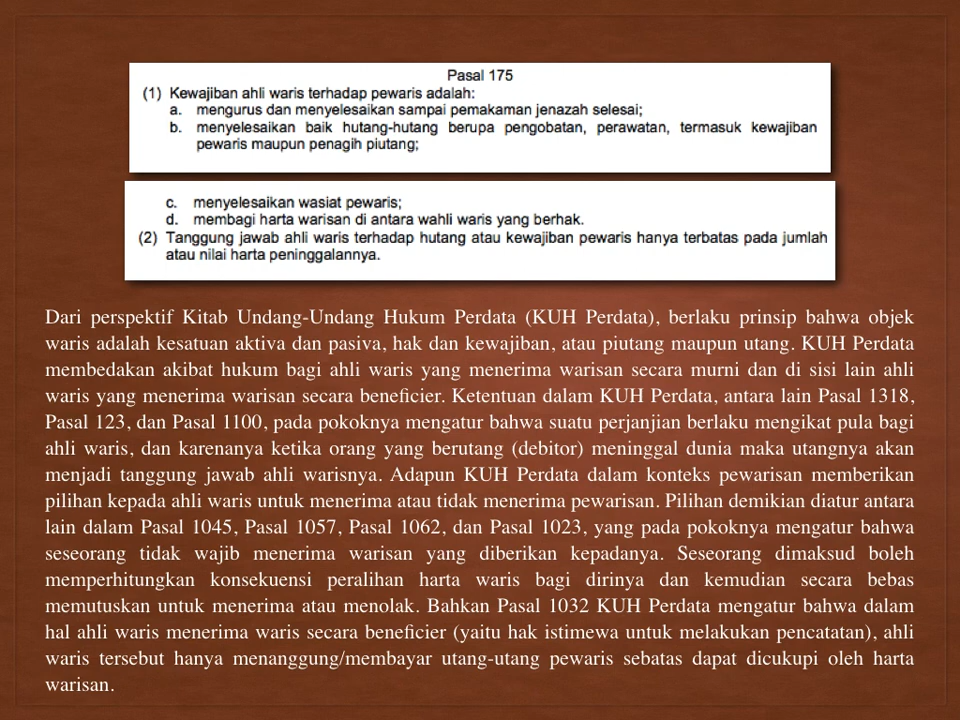 Pasal 175
(1) Kewajiban ahli waris terhadap pewaris adalah:
a. mengurus dan menyelesaikan sampai pemakaman jenazah selesai;
b. menyelesaikan baik hutang-hutang berupa pengobatan, perawatan, termasuk kewajiban
pewaris maupun penagih piutang;
c. menyelesaikan wasiat pewaris;
d. membagi harta warisan di antara wahli waris yang berhak.
(2) Tanggung jawab ahli waris terhadap hutang atau kewajiban pewaris hanya terbatas pada jumlah
atau nilai harta peninggalannya.
Dari perspektif Kitab Undang-Undang Hukum Perdata (KUH Perdata), berlaku prinsip bahwa objek
waris adalah kesatuan aktiva dan pasiva, hak dan kewajiban, atau piutang maupun utang. KUH Perdata
membedakan akibat hukum bagi ahli waris yang menerima warisan secara murni dan di sisi lain ahli
waris yang menerima warisan secara beneficier. Ketentuan dalam KUH Perdata, antara lain Pasal 1318,
Pasal 123, dan Pasal 1100, pada pokoknya mengatur bahwa suatu perjanjian berlaku mengikat pula bagi
ahli waris, dan karenanya ketika orang yang berutang (debitor) meninggal dunia maka utangnya akan
menjadi tanggung jawab ahli warisnya. Adapun KUH Perdata dalam konteks pewarisan memberikan
pilihan kepada ahli waris untuk menerima atau tidak menerima pewarisan. Pilihan demikian diatur antara
lain dalam Pasal 1045, Pasal 1057, Pasal 1062, dan Pasal 1023, yang pada pokoknya mengatur bahwa
seseorang tidak wajib menerima warisan yang diberikan kepadanya. Seseorang dimaksud boleh
memperhitungkan konsekuensi peralihan harta waris bagi dirinya dan kemudian secara bebas
memutuskan untuk menerima atau menolak. Bahkan Pasal 1032 KUH Perdata mengatur bahwa dalam
hal ahli waris menerima waris secara beneficier (yaitu hak istimewa untuk melakukan pencatatan), ahli
waris tersebut hanya menanggung/membayar utang-utang pewaris sebatas dapat dicukupi oleh harta
warisan.